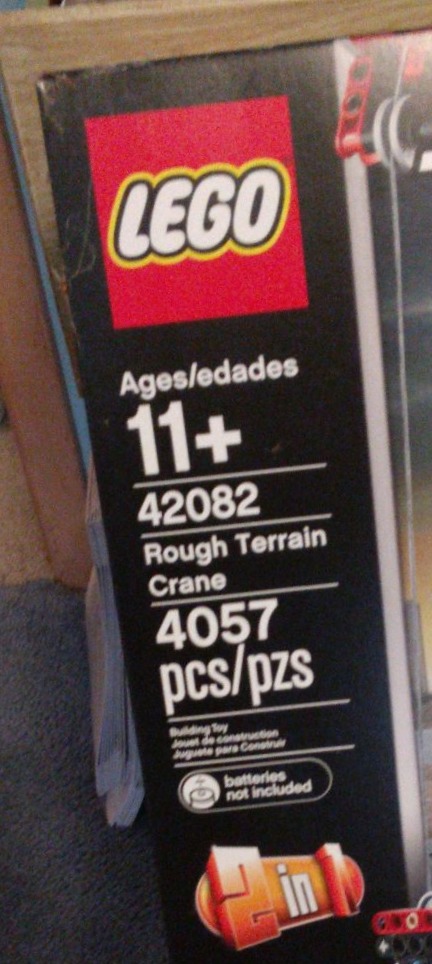 LEGO
Ages/edades
11+
42082
Rough Terrain
Crane
4057
pcs/pzs
Building Toy
Jouet de construction
Juguete para Construir
batteries
not included
2 in 1